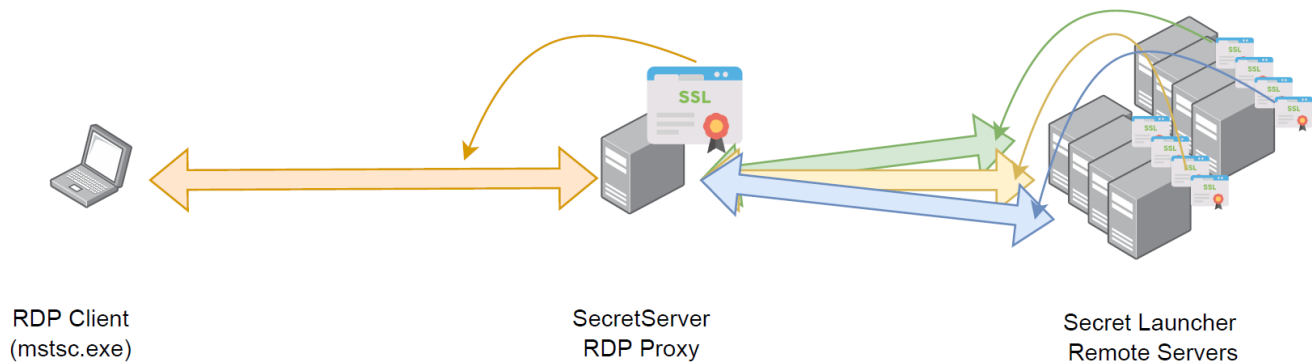 SSL
SSL
SSL
SSL
SSL
SSL
SSL
SSL
SSL
RDP Client
(mstsc.exe)
SecretServer
RDP Proxy
Secret Launcher
Remote Servers